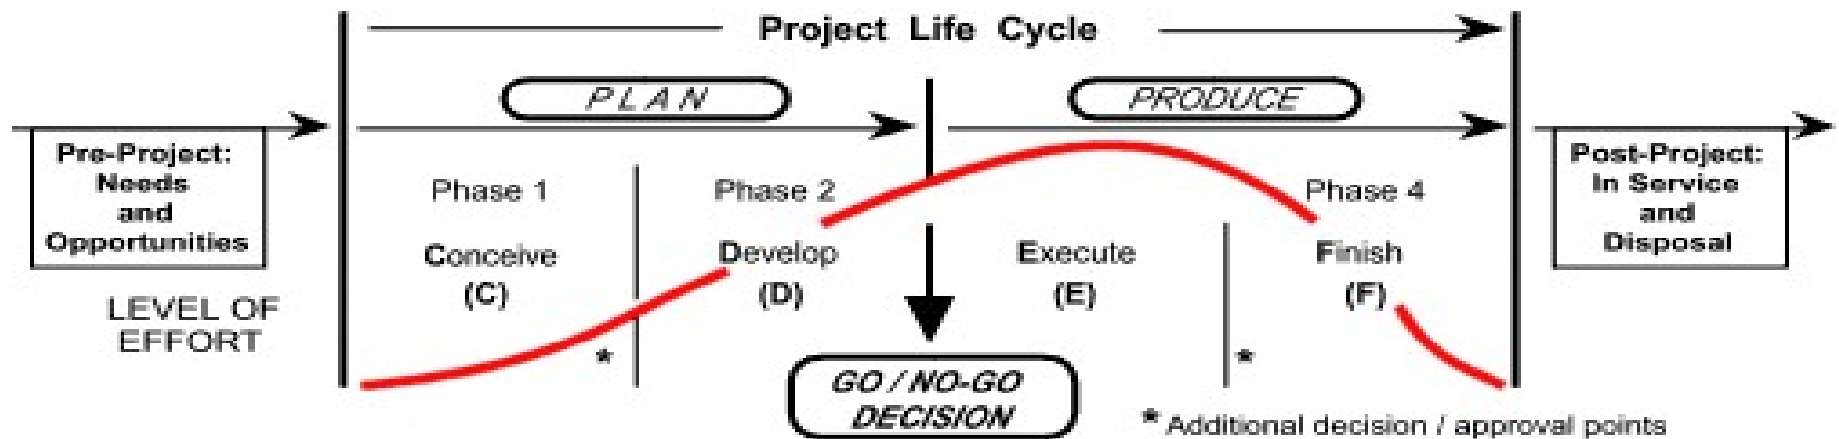 Project Life Cycle
PLAN
PRODUCE
Pre-Project:
Needs
and
Opportunities
Phase 1
Conceive
(C)
Phase 2
Develop
(D)
Execute
(E)
Phase 4
Finish
(F)
Post-Project:
In Service
and
Disposal
LEVEL OF
EFFORT
*
*
GO / NO-GO
DECISION
* Additional decision / approval points